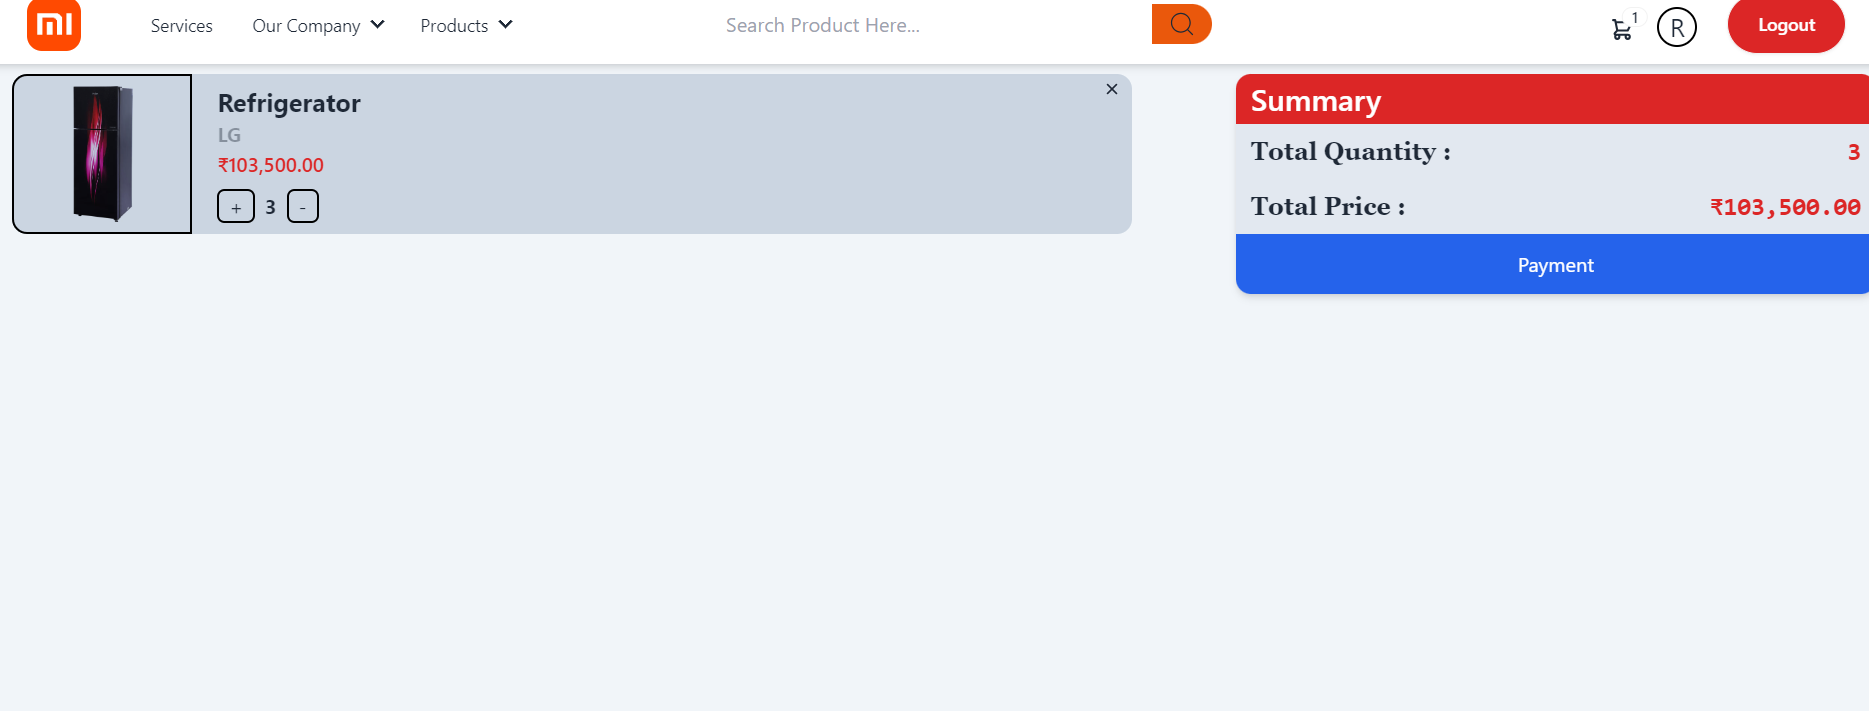 mi Services Our Company Products Search Product Here... 1 R Logout
Refrigerator
LG
₹103,500.00
+ 3 -
Summary
Total Quantity : 3
Total Price : ₹103,500.00
Payment